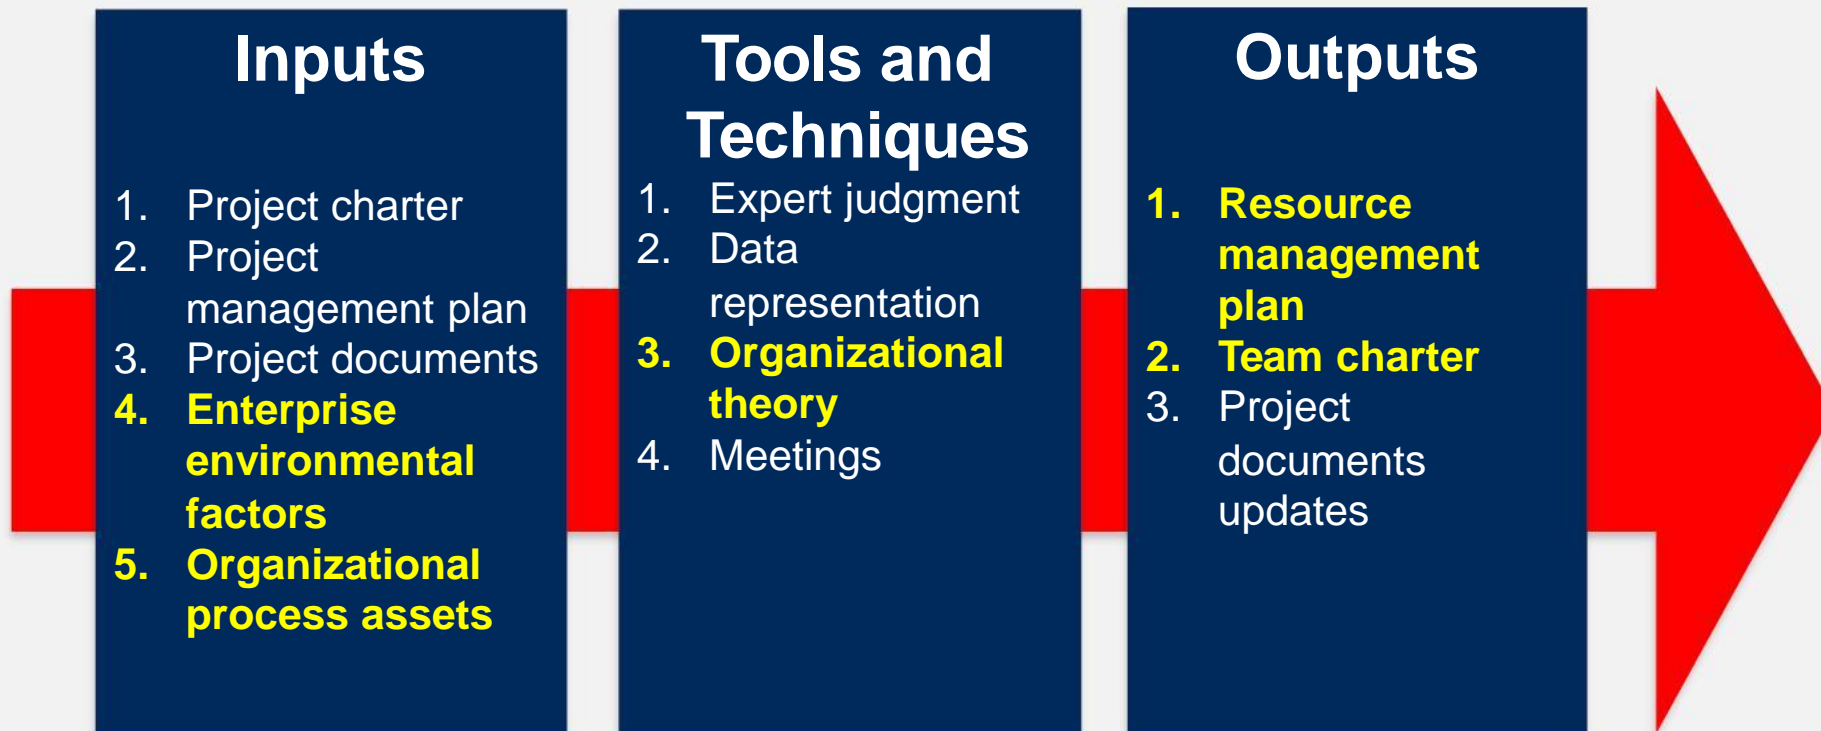 Inputs
1. Project charter
2. Project
management plan
3. Project documents
4. Enterprise
environmental
factors
5. Organizational
process assets
Tools and
Techniques
1. Expert judgment
2. Data
representation
3. Organizational
theory
4. Meetings
Outputs
1. Resource
management
plan
2. Team charter
3. Project
documents
updates